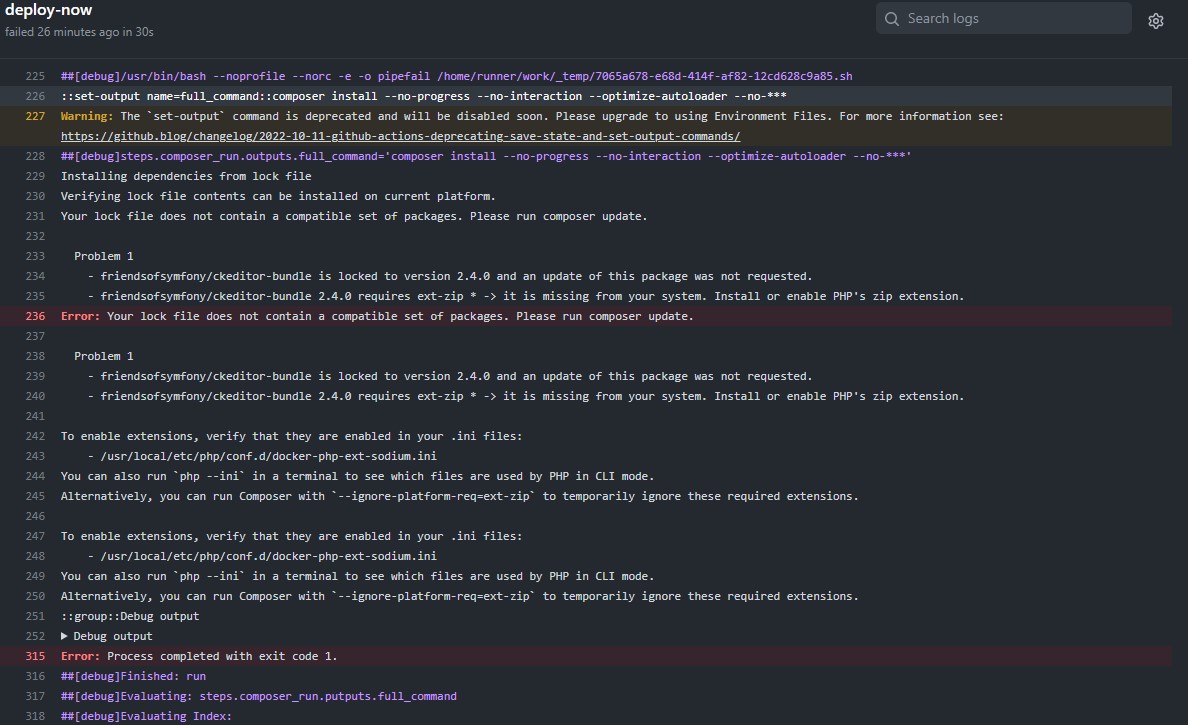 deploy-now
failed 26 minutes ago in 30s
Search logs
225 ##[debug]/usr/bin/bash --noprofile --norc -e -o pipefail /home/runner/work/_temp/7065a678-e68d-414f-af82-12cd628c9a85.sh
226 ::set-output name=full_command::composer install --no-progress --no-interaction --optimize-autoloader --no-***
227 Warning: The `set-output` command is deprecated and will be disabled soon. Please upgrade to using Environment Files. For more information see:
https://github.blog/changelog/2022-10-11-github-actions-deprecating-save-state-and-set-output-commands/
228 ##[debug]steps.composer_run.outputs.full_command='composer install --no-progress --no-interaction --optimize-autoloader --no-***'
229 Installing dependencies from lock file
230 Verifying lock file contents can be installed on current platform.
231 Your lock file does not contain a compatible set of packages. Please run composer update.
232
233 Problem 1
234 - friendsofsymfony/ckeditor-bundle is locked to version 2.4.0 and an update of this package was not requested.
235 - friendsofsymfony/ckeditor-bundle 2.4.0 requires ext-zip * -> it is missing from your system. Install or enable PHP's zip extension.
236 Error: Your lock file does not contain a compatible set of packages. Please run composer update.
237
238 Problem 1
239 - friendsofsymfony/ckeditor-bundle is locked to version 2.4.0 and an update of this package was not requested.
240 - friendsofsymfony/ckeditor-bundle 2.4.0 requires ext-zip * -> it is missing from your system. Install or enable PHP's zip extension.
241
242 To enable extensions, verify that they are enabled in your .ini files:
243 - /usr/local/etc/php/conf.d/docker-php-ext-sodium.ini
244 You can also run `php --ini` in a terminal to see which files are used by PHP in CLI mode.
245 Alternatively, you can run Composer with `--ignore-platform-req=ext-zip` to temporarily ignore these required extensions.
246
247 To enable extensions, verify that they are enabled in your .ini files:
248 - /usr/local/etc/php/conf.d/docker-php-ext-sodium.ini
249 You can also run `php --ini` in a terminal to see which files are used by PHP in CLI mode.
250 Alternatively, you can run Composer with `--ignore-platform-req=ext-zip` to temporarily ignore these required extensions.
251 ::group::Debug output
252 ▶ Debug output
315 Error: Process completed with exit code 1.
316 ##[debug]Finished: run
317 ##[debug]Evaluating: steps.composer_run.putputs.full_command
318 ##[debug]Evaluating Index: